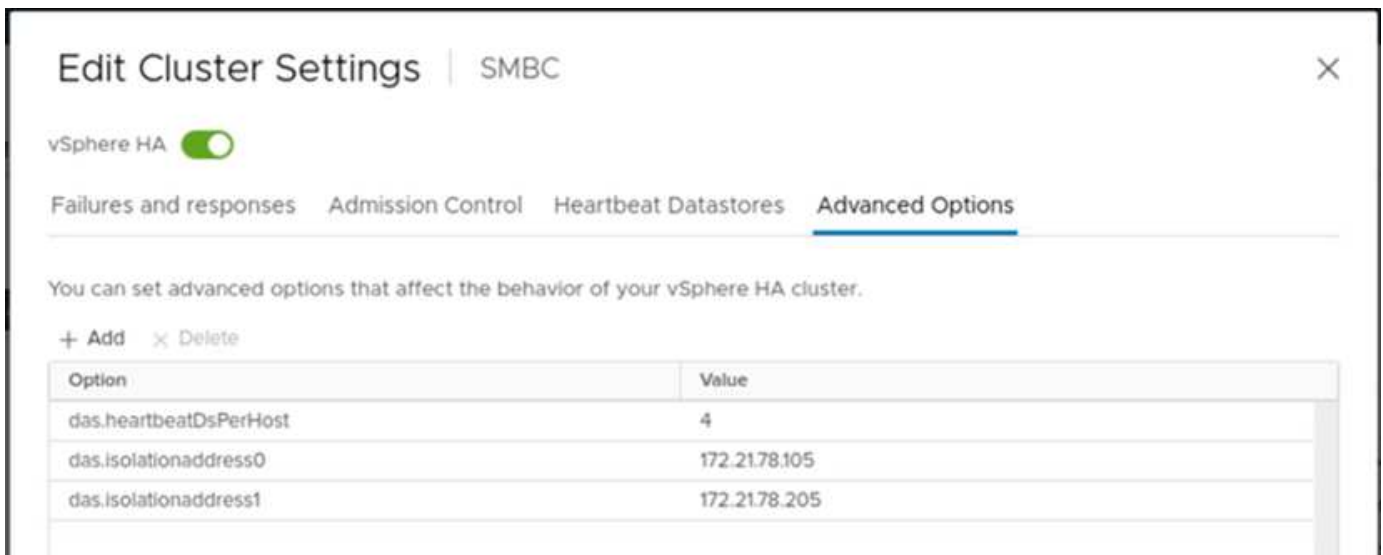 Edit Cluster Settings SMBC
vSphere HA
Failures and responses Admission Control Heartbeat Datastores Advanced Options
You can set advanced options that affect the behavior of your vSphere HA cluster.
+ Add × Delete
Option Value
das.heartbeatDsPerHost 4
das.isolationaddress0 172.21.78.105
das.isolationaddress1 172.21.78.205